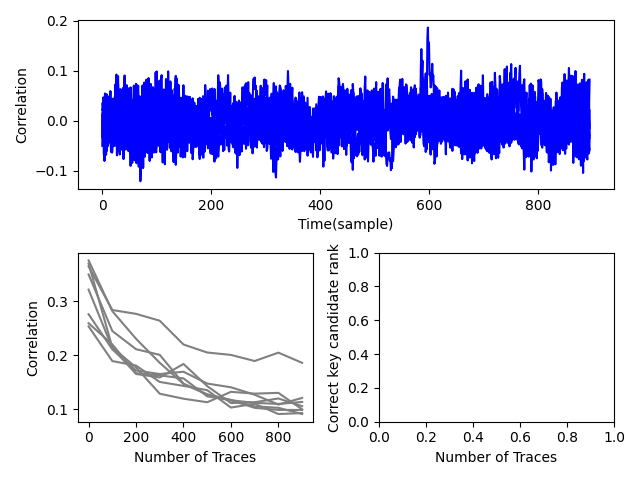 0.2
0.1
0.0
−0.1
Correlation
0 200 400 600 800
Time(sample)
0.3
0.2
0.1
Correlation
0 200 400 600 800
Number of Traces
1.0
0.8
0.6
0.4
0.2
0.0
Correct key candidate rank
0.0 0.2 0.4 0.6 0.8 1.0
Number of Traces